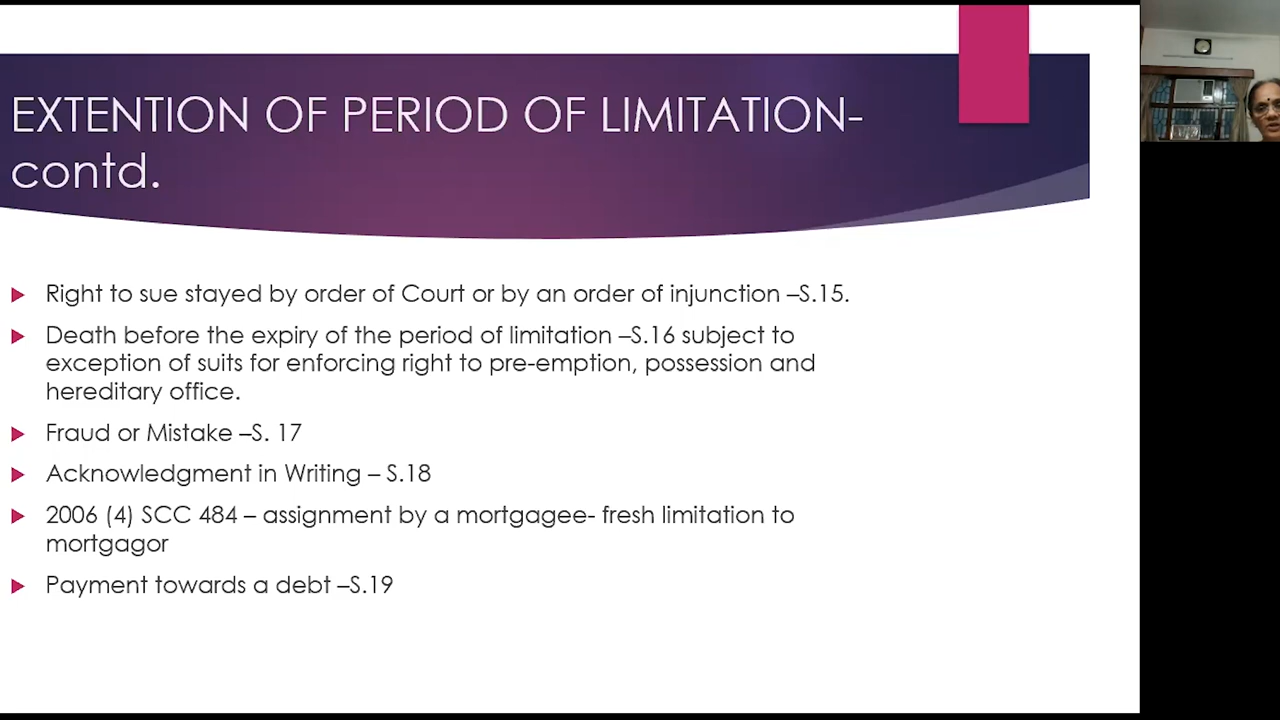 EXTENTION OF PERIOD OF LIMITATION-
contd.
Right to sue stayed by order of Court or by an order of injunction –S.15.
Death before the expiry of the period of limitation –S.16 subject to
exception of suits for enforcing right to pre-emption, possession and
hereditary office.
Fraud or Mistake –S. 17
Acknowledgment in Writing – S.18
2006 (4) SCC 484 – assignment by a mortgagee- fresh limitation to
mortgagor
Payment towards a debt –S.19